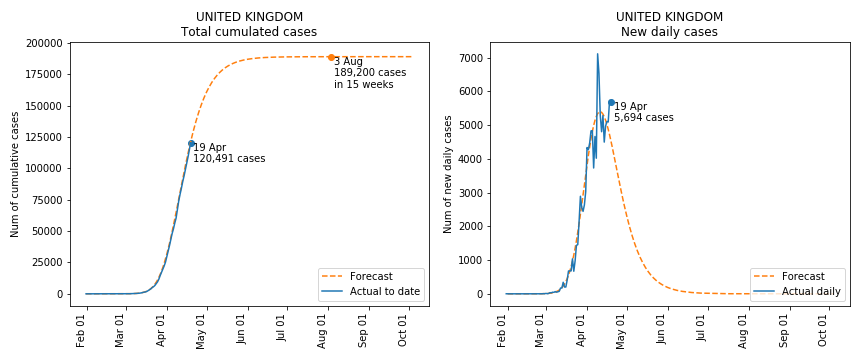 UNITED KINGDOM
Total cumulated cases
Num of cumulative cases
200000
175000
150000
125000
100000
75000
50000
25000
0
3 Aug
189,200 cases
in 15 weeks
19 Apr
120,491 cases
Forecast
Actual to date
Feb 01
Mar 01
Apr 01
May 01
Jun 01
Jul 01
Aug 01
Sep 01
Oct 01
UNITED KINGDOM
New daily cases
Num of new daily cases
7000
6000
5000
4000
3000
2000
1000
0
19 Apr
5,694 cases
Forecast
Actual daily
Feb 01
Mar 01
Apr 01
May 01
Jun 01
Jul 01
Aug 01
Sep 01
Oct 01